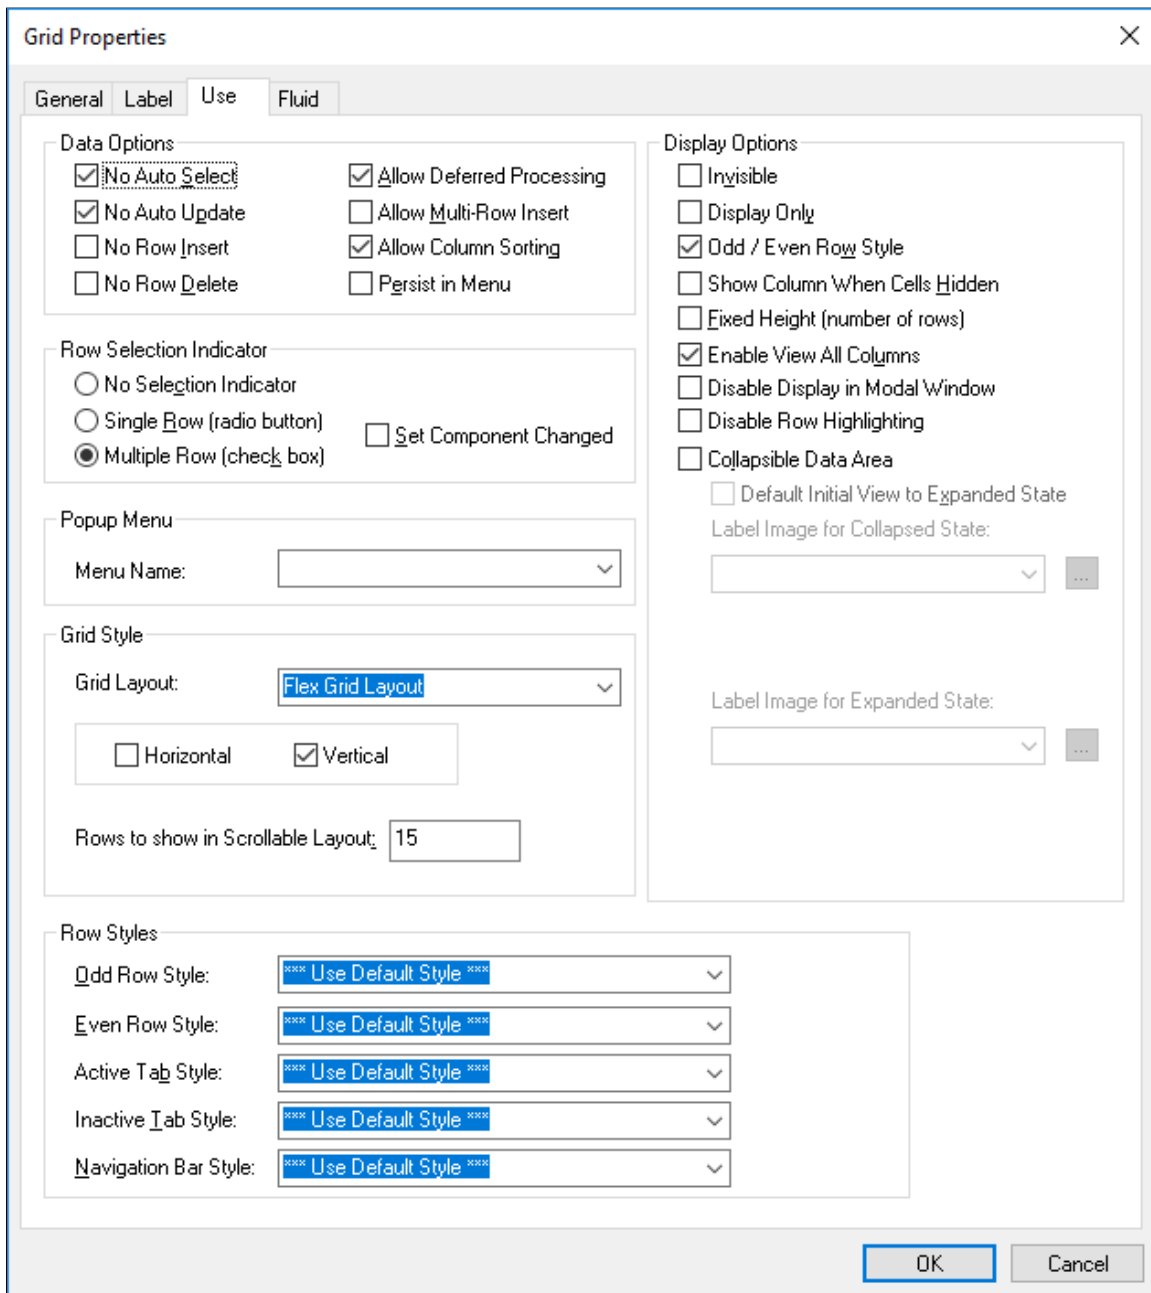 Grid Properties
General Label Use Fluid
Data Options
No Auto Select
Allow Deferred Processing
No Auto Update
Allow Multi-Row Insert
No Row Insert
Allow Column Sorting
No Row Delete
Persist in Menu
Row Selection Indicator
No Selection Indicator
Single Row (radio button)
Set Component Changed
Multiple Row (check box)
Popup Menu
Menu Name:
Grid Style
Grid Layout: Flex Grid Layout
Horizontal Vertical
Rows to show in Scrollable Layout: 15
Display Options
Invisible
Display Only
Odd / Even Row Style
Show Column When Cells Hidden
Fixed Height (number of rows)
Enable View All Columns
Disable Display in Modal Window
Disable Row Highlighting
Collapsible Data Area
Default Initial View to Expanded State
Label Image for Collapsed State:
...
Label Image for Expanded State:
...
Row Styles
Odd Row Style: *** Use Default Style ***
Even Row Style: *** Use Default Style ***
Active Tab Style: *** Use Default Style ***
Inactive Tab Style: *** Use Default Style ***
Navigation Bar Style: *** Use Default Style ***
OK Cancel